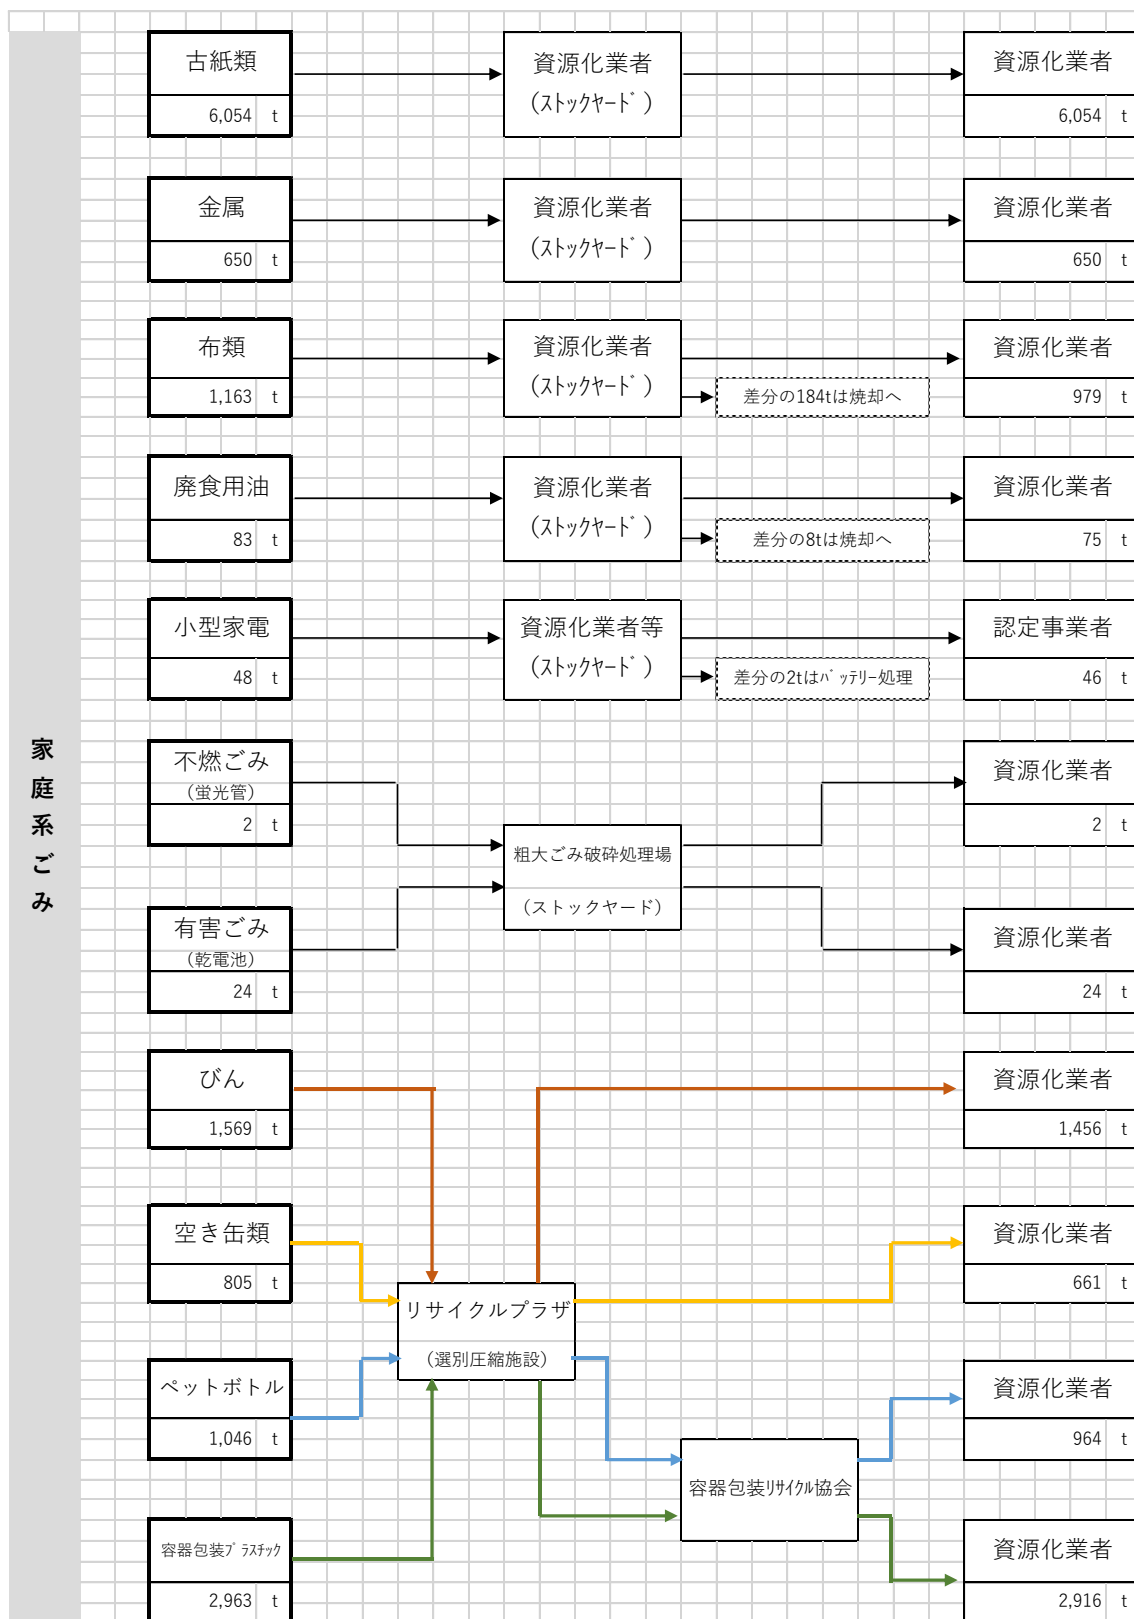 家庭系ごみ
古紙類
6,054 t
資源化業者
(ｽﾄｯｸﾔｰﾄﾞ)
資源化業者
6,054 t
金属
650 t
資源化業者
(ｽﾄｯｸﾔｰﾄﾞ)
資源化業者
650 t
布類
1,163 t
資源化業者
(ｽﾄｯｸﾔｰﾄﾞ)
差分の184tは焼却へ
資源化業者
979 t
廃食用油
83 t
資源化業者
(ｽﾄｯｸﾔｰﾄﾞ)
差分の8tは焼却へ
資源化業者
75 t
小型家電
48 t
資源化業者等
(ｽﾄｯｸﾔｰﾄﾞ)
差分の2tはﾊﾞｯﾃﾘｰ処理
認定事業者
46 t
不燃ごみ
(蛍光管)
2 t
粗大ごみ破砕処理場
(ストックヤード)
資源化業者
2 t
有害ごみ
(乾電池)
24 t
資源化業者
24 t
びん
1,569 t
資源化業者
1,456 t
空き缶類
805 t
リサイクルプラザ
(選別圧縮施設)
資源化業者
661 t
ペットボトル
1,046 t
資源化業者
964 t
容器包装ﾘｻｲｸﾙ協会
容器包装ﾌﾟﾗｽﾁｯｸ
2,963 t
資源化業者
2,916 t